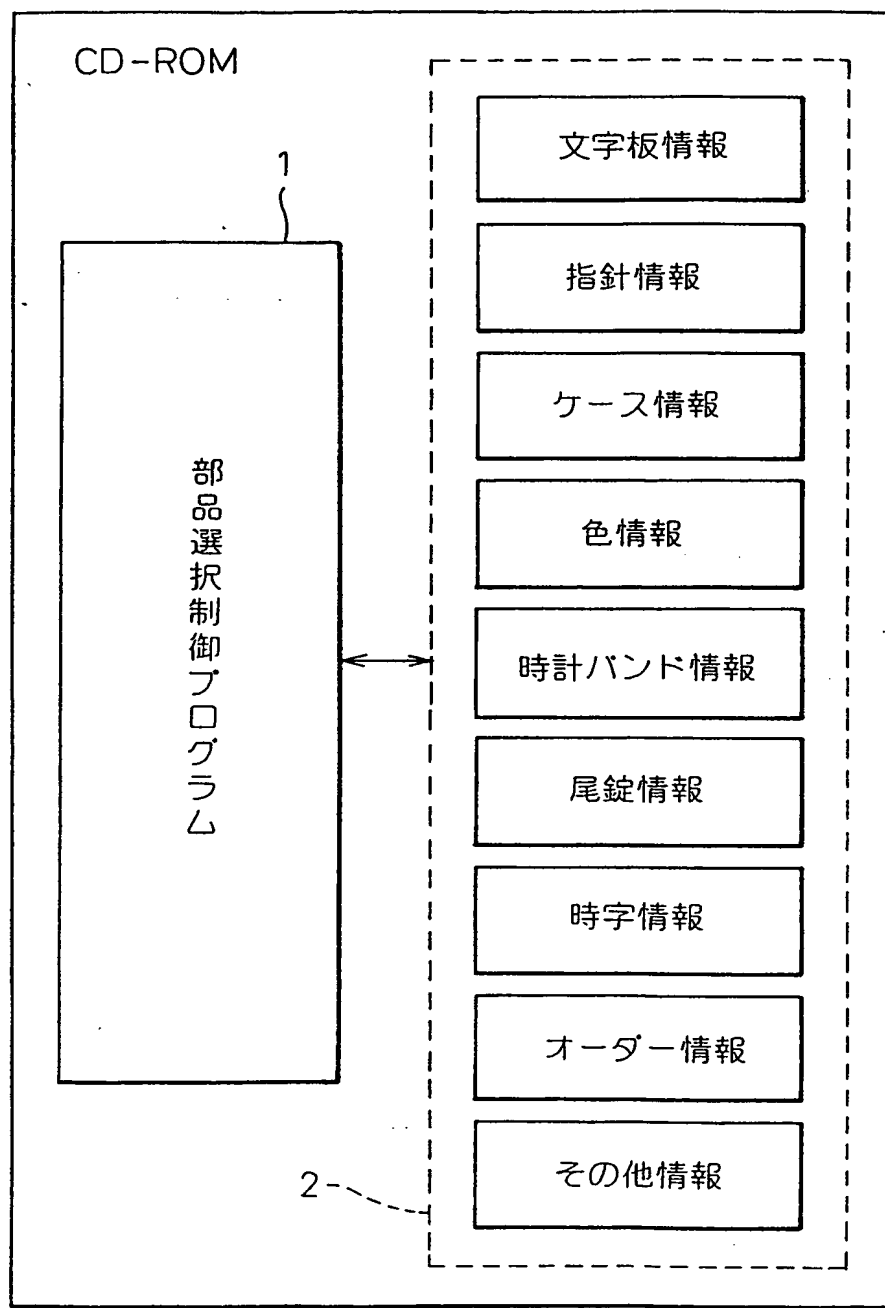 CD-ROM
1
部品選択制御プログラム
文字板情報
指針情報
ケース情報
色情報
時計バンド情報
尾錠情報
時字情報
オーダー情報
その他情報
2